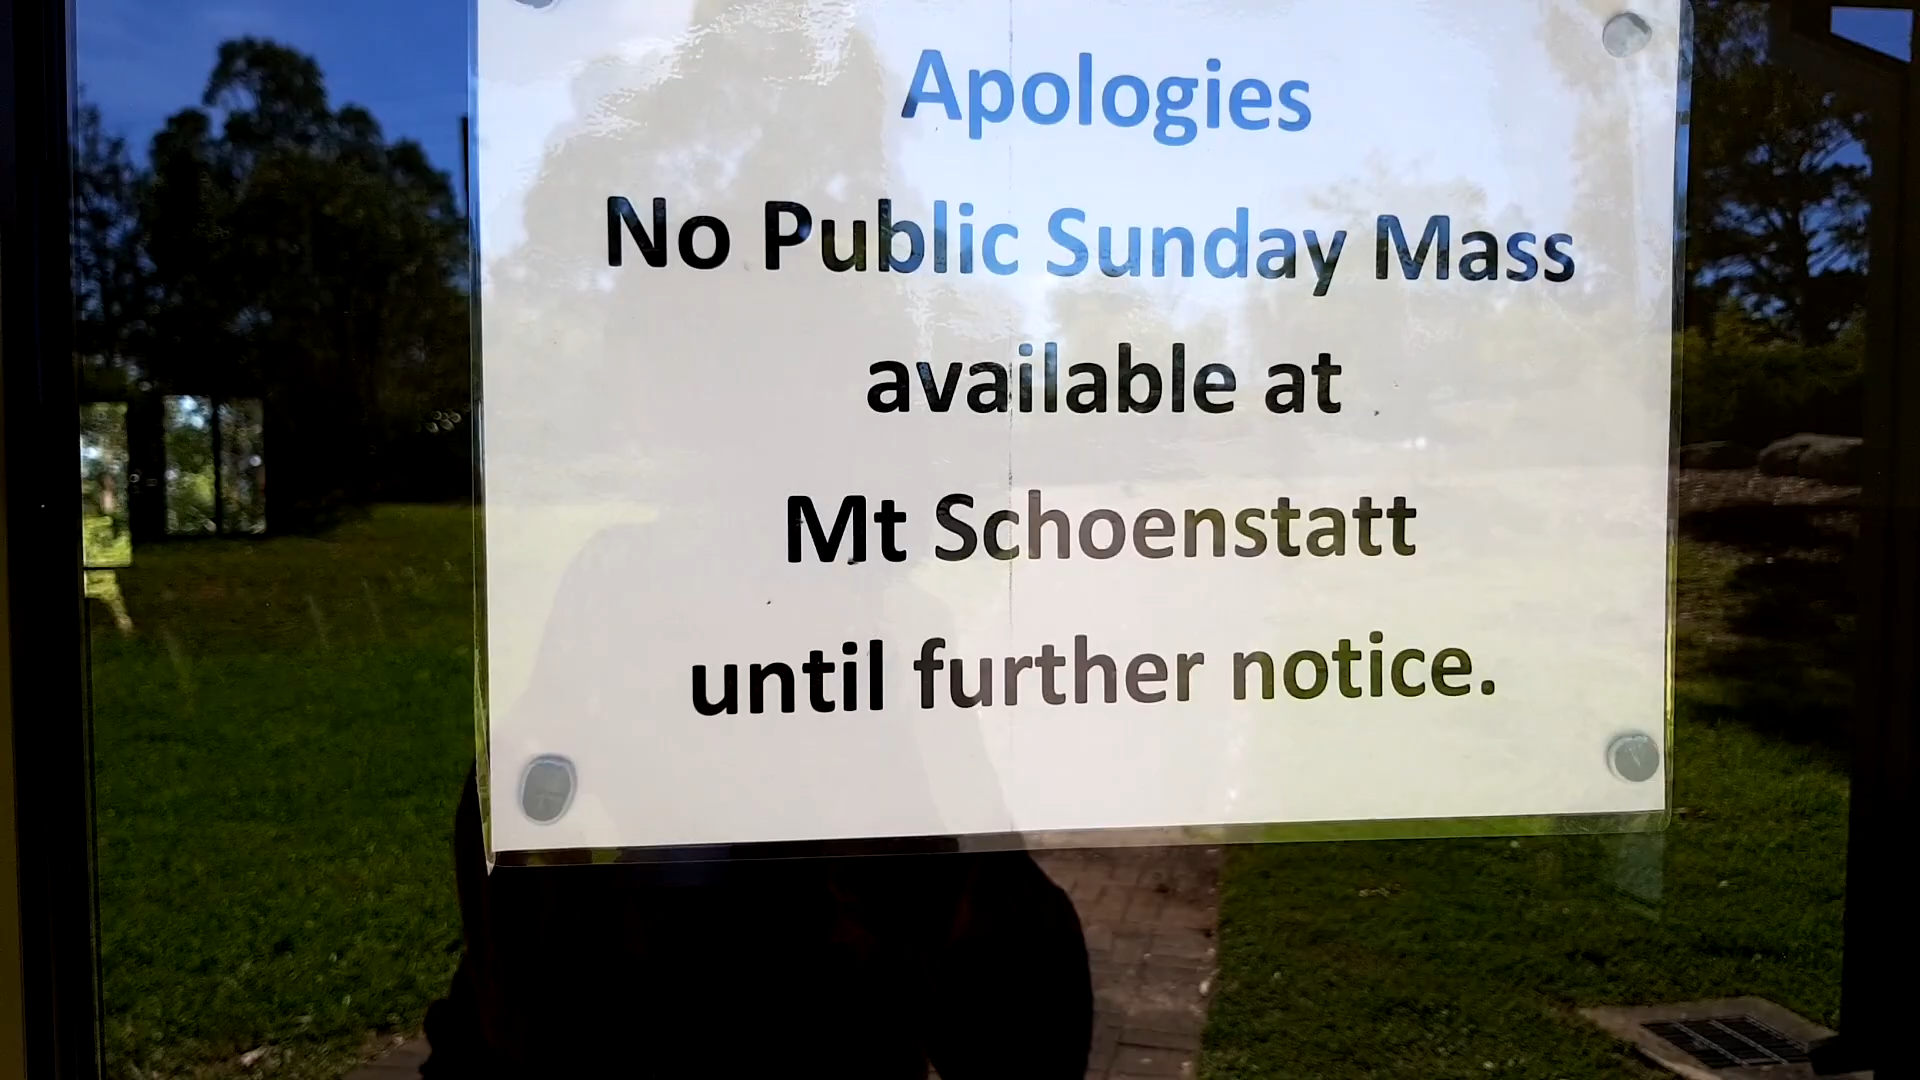 Apologies
No Public Sunday Mass
available at
Mt Schoenstatt
until further notice.